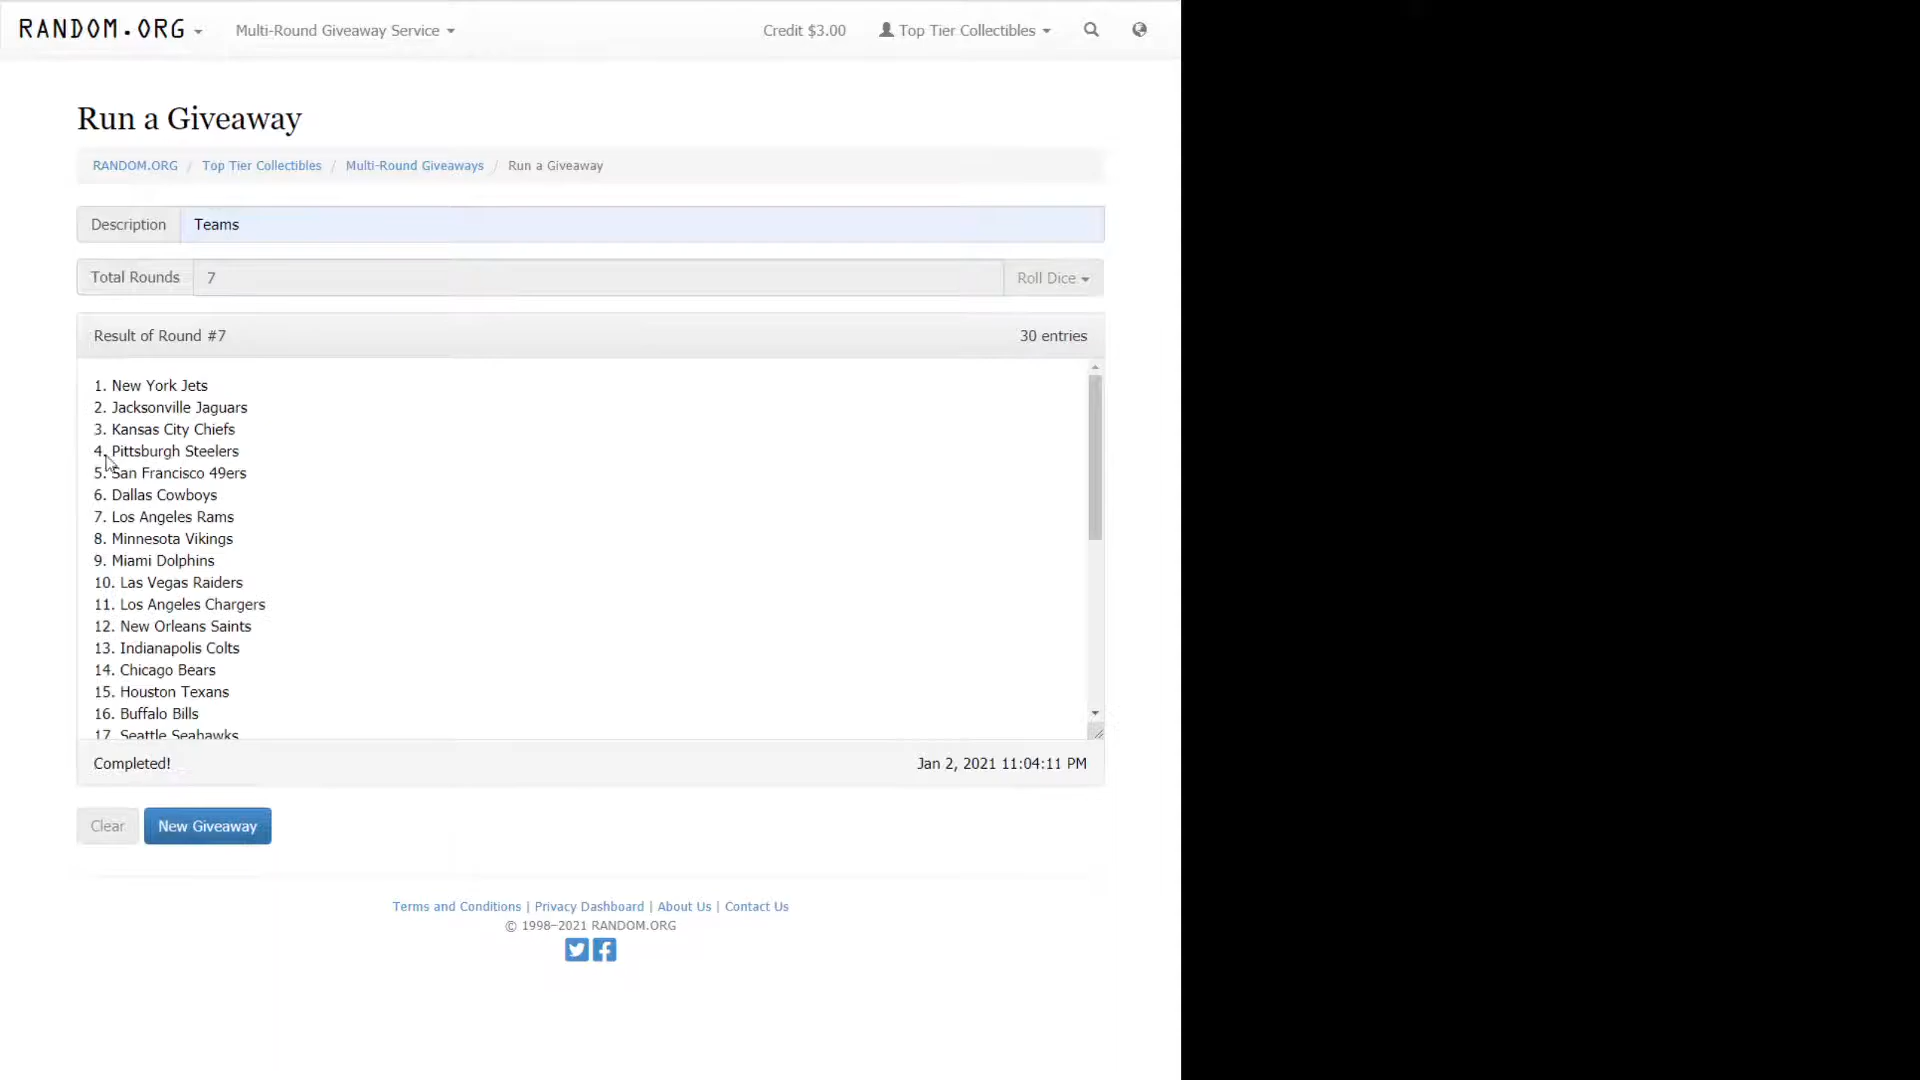 RANDOM.ORG Multi-Round Giveaway Service Credit $3.00 Top Tier Collectibles
Run a Giveaway
RANDOM.ORG / Top Tier Collectibles / Multi-Round Giveaways / Run a Giveaway
Description Teams
Total Rounds 7 Roll Dice
Result of Round #7 30 entries
1. New York Jets
2. Jacksonville Jaguars
3. Kansas City Chiefs
4. Pittsburgh Steelers
5. San Francisco 49ers
6. Dallas Cowboys
7. Los Angeles Rams
8. Minnesota Vikings
9. Miami Dolphins
10. Las Vegas Raiders
11. Los Angeles Chargers
12. New Orleans Saints
13. Indianapolis Colts
14. Chicago Bears
15. Houston Texans
16. Buffalo Bills
17. Seattle Seahawks
Completed! Jan 2, 2021 11:04:11 PM
Clear New Giveaway
Terms and Conditions | Privacy Dashboard | About Us | Contact Us
© 1998–2021 RANDOM.ORG